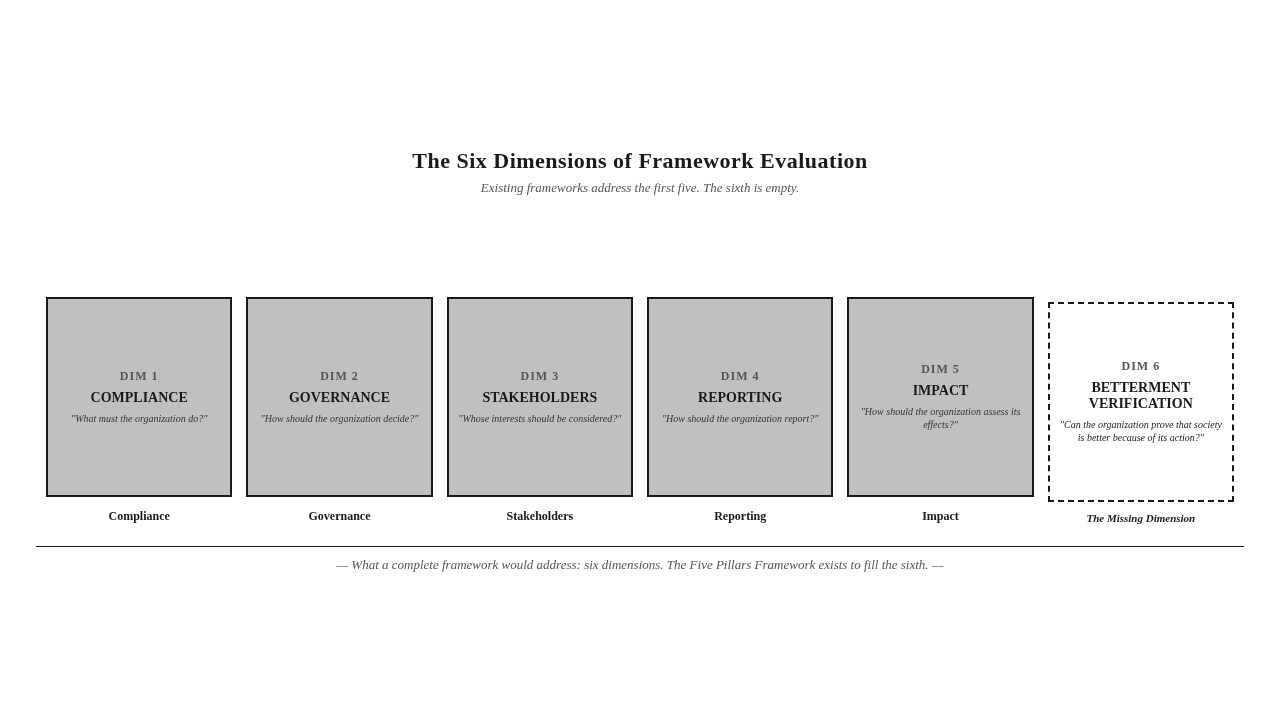 The Six Dimensions of Framework Evaluation
Existing frameworks address the first five. The sixth is empty.
DIM 1
COMPLIANCE
"What must the organization do?"
Compliance
DIM 2
GOVERNANCE
"How should the organization decide?"
Governance
DIM 3
STAKEHOLDERS
"Whose interests should be considered?"
Stakeholders
DIM 4
REPORTING
"How should the organization report?"
Reporting
DIM 5
IMPACT
"How should the organization assess its
effects?"
Impact
DIM 6
BETTERMENT
VERIFICATION
"Can the organization prove that society
is better because of its action?"
The Missing Dimension
— What a complete framework would address: six dimensions. The Five Pillars Framework exists to fill the sixth. —